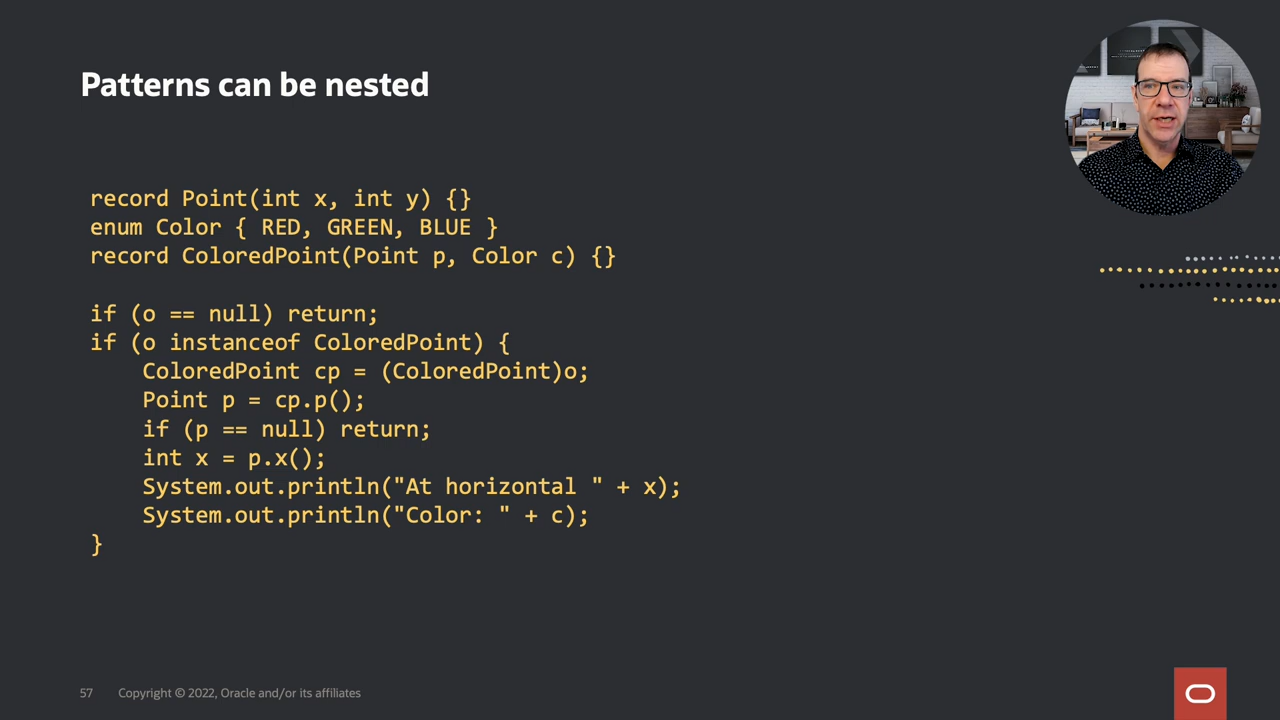 Patterns can be nested
record Point(int x, int y) {}
enum Color { RED, GREEN, BLUE }
record ColoredPoint(Point p, Color c) {}
if (o == null) return;
if (o instanceof ColoredPoint) {
    ColoredPoint cp = (ColoredPoint)o;
    Point p = cp.p();
    if (p == null) return;
    int x = p.x();
    System.out.println("At horizontal " + x);
    System.out.println("Color: " + c);
}
57 Copyright © 2022, Oracle and/or its affiliates